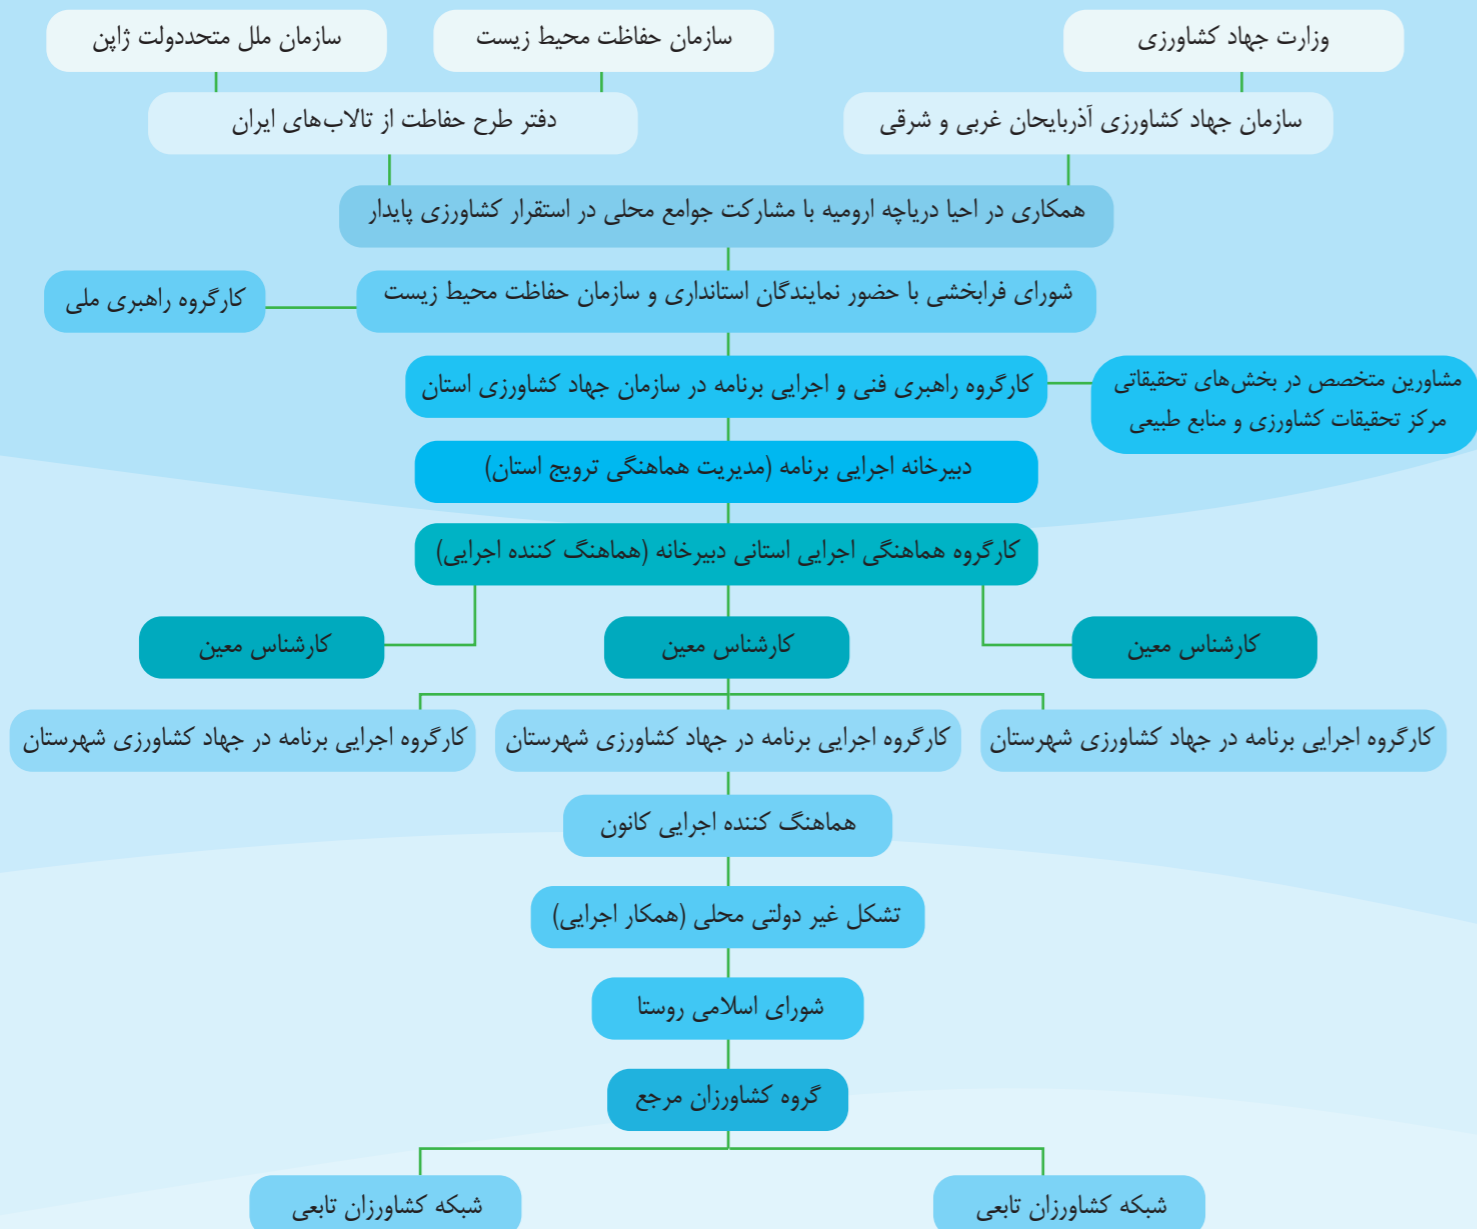 وزارت جهاد کشاورزی
سازمان حفاظت محیط زیست
سازمان ملل متحددولت ژاپن
سازمان جهاد کشاورزی آذربایجان غربی و شرقی
دفتر طرح حفاطت از تالاب‌های ایران
همکاری در احیا دریاچه ارومیه با مشارکت جوامع محلی در استقرار کشاورزی پایدار
شورای فرابخشی با حضور نمایندگان استانداری و سازمان حفاظت محیط زیست
کارگروه راهبری ملی
مشاورین متخصص در بخش‌های تحقیقاتی
مرکز تحقیقات کشاورزی و منابع طبیعی
کارگروه راهبری فنی و اجرایی برنامه در سازمان جهاد کشاورزی استان
دبیرخانه اجرایی برنامه (مدیریت هماهنگی ترویج استان)
کارگروه هماهنگی اجرایی استانی دبیرخانه (هماهنگ کننده اجرایی)
کارشناس معین
کارشناس معین
کارشناس معین
کارگروه اجرایی برنامه در جهاد کشاورزی شهرستان
کارگروه اجرایی برنامه در جهاد کشاورزی شهرستان
کارگروه اجرایی برنامه در جهاد کشاورزی شهرستان
هماهنگ کننده اجرایی کانون
تشکل غیر دولتی محلی (همکار اجرایی)
شورای اسلامی روستا
گروه کشاورزان مرجع
شبکه کشاورزان تابعی
شبکه کشاورزان تابعی